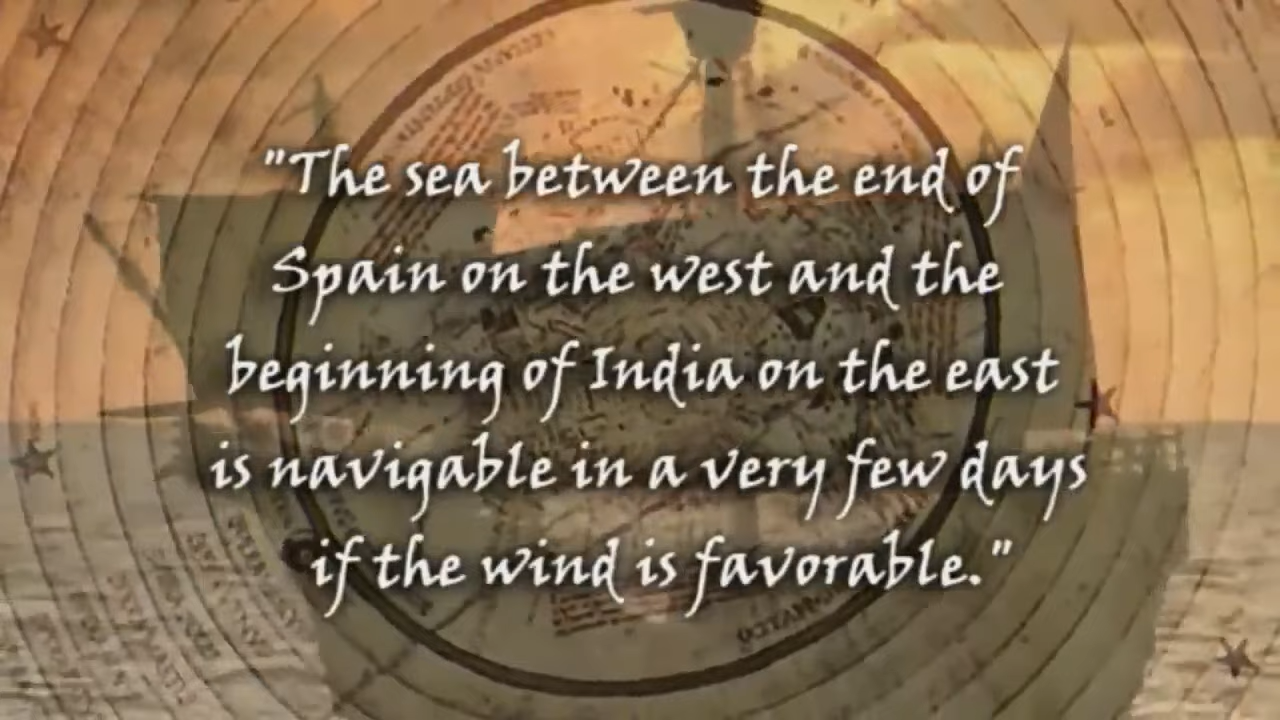 "The sea between the end of
Spain on the west and the
beginning of India on the east
is navigable in a very few days
if the wind is favorable."